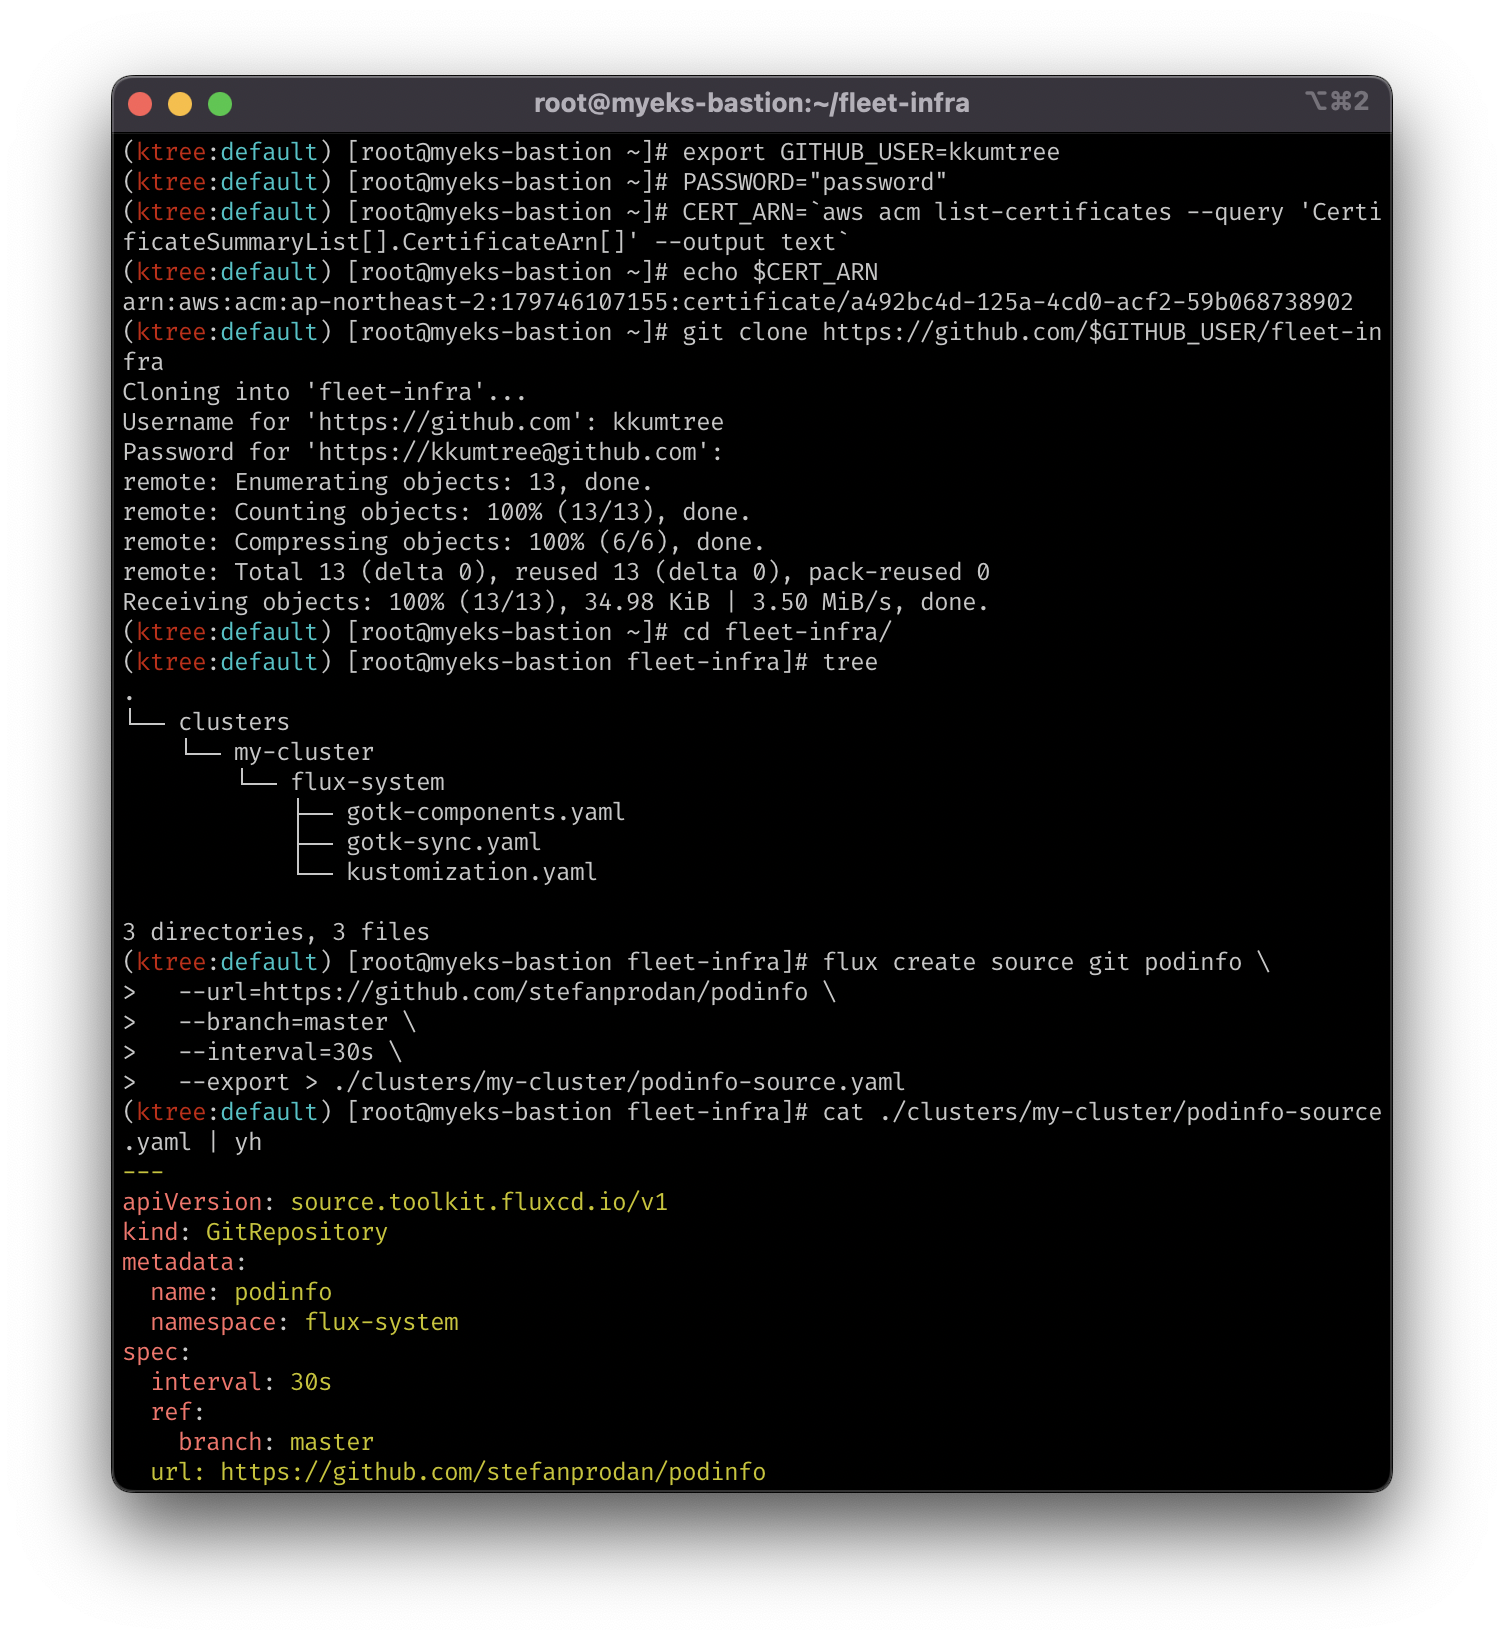 root@myeks-bastion:~/fleet-infra
⌥⌘2
(ktree:default) [root@myeks-bastion ~]# export GITHUB_USER=kkumtree
(ktree:default) [root@myeks-bastion ~]# PASSWORD="password"
(ktree:default) [root@myeks-bastion ~]# CERT_ARN=`aws acm list-certificates --query 'Certi
ficateSummaryList[].CertificateArn[]' --output text`
(ktree:default) [root@myeks-bastion ~]# echo $CERT_ARN
arn:aws:acm:ap-northeast-2:179746107155:certificate/a492bc4d-125a-4cd0-acf2-59b068738902
(ktree:default) [root@myeks-bastion ~]# git clone https://github.com/$GITHUB_USER/fleet-in
fra
Cloning into 'fleet-infra'...
Username for 'https://github.com': kkumtree
Password for 'https://kkumtree@github.com':
remote: Enumerating objects: 13, done.
remote: Counting objects: 100% (13/13), done.
remote: Compressing objects: 100% (6/6), done.
remote: Total 13 (delta 0), reused 13 (delta 0), pack-reused 0
Receiving objects: 100% (13/13), 34.98 KiB | 3.50 MiB/s, done.
(ktree:default) [root@myeks-bastion ~]# cd fleet-infra/
(ktree:default) [root@myeks-bastion fleet-infra]# tree
.
└── clusters
    └── my-cluster
        └── flux-system
            ├── gotk-components.yaml
            ├── gotk-sync.yaml
            └── kustomization.yaml

3 directories, 3 files
(ktree:default) [root@myeks-bastion fleet-infra]# flux create source git podinfo \
>   --url=https://github.com/stefanprodan/podinfo \
>   --branch=master \
>   --interval=30s \
>   --export > ./clusters/my-cluster/podinfo-source.yaml
(ktree:default) [root@myeks-bastion fleet-infra]# cat ./clusters/my-cluster/podinfo-source
.yaml | yh
---
apiVersion: source.toolkit.fluxcd.io/v1
kind: GitRepository
metadata:
  name: podinfo
  namespace: flux-system
spec:
  interval: 30s
  ref:
    branch: master
  url: https://github.com/stefanprodan/podinfo